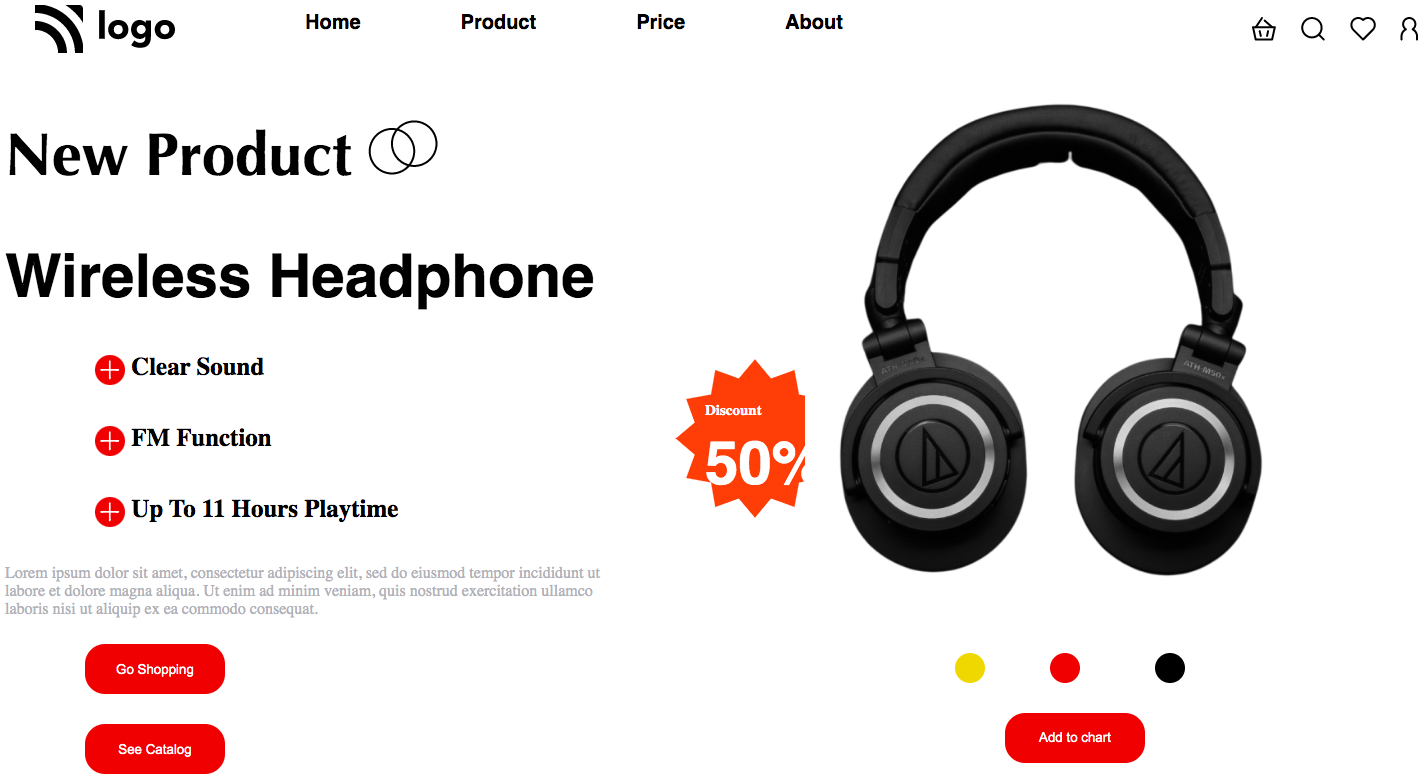 logo
Home
Product
Price
About
New Product
Wireless Headphone
Clear Sound
FM Function
Up To 11 Hours Playtime
Lorem ipsum dolor sit amet, consectetur adipiscing elit, sed do eiusmod tempor incididunt ut
labore et dolore magna aliqua. Ut enim ad minim veniam, quis nostrud exercitation ullamco
laboris nisi ut aliquip ex ea commodo consequat.
Go Shopping
See Catalog
Discount
50%
ATH-M50x
ATH-M50x
Add to chart